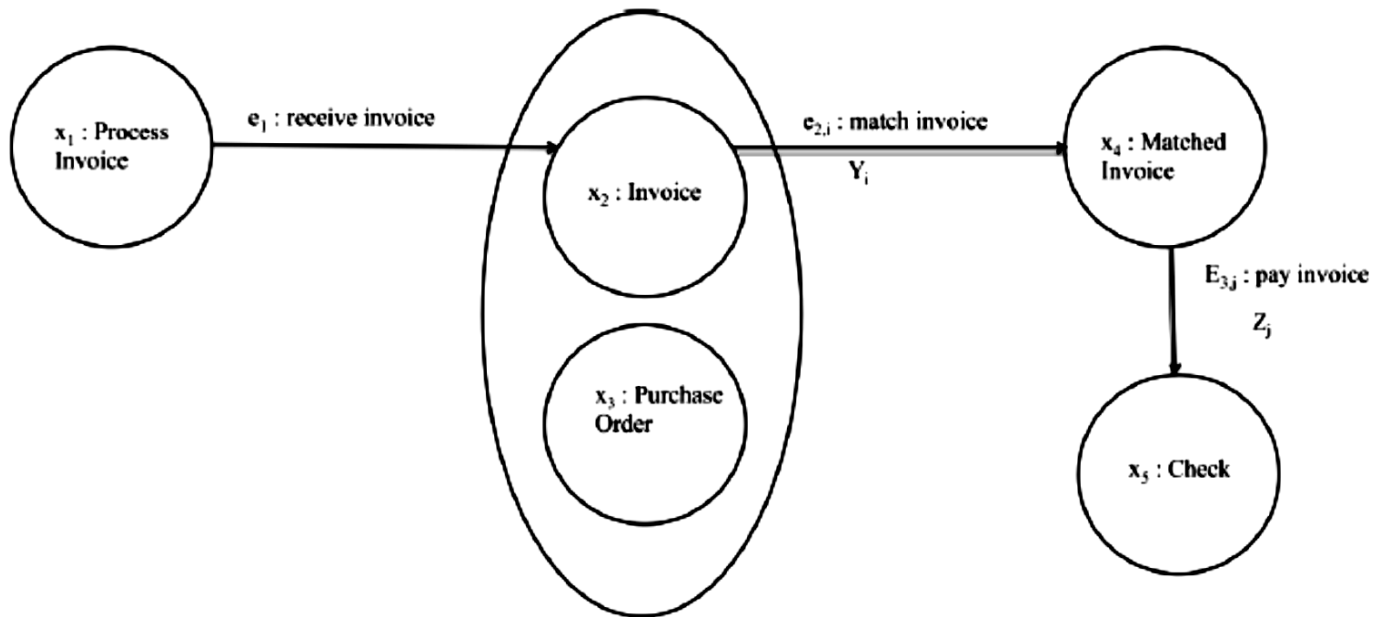 x₁ : Process
Invoice
e₁ : receive invoice
x₂ : Invoice
x₃ : Purchase
Order
e₂,ᵢ : match invoice
Yᵢ
x₄ : Matched
Invoice
E₃,ⱼ : pay invoice
Zⱼ
x₅ : Check